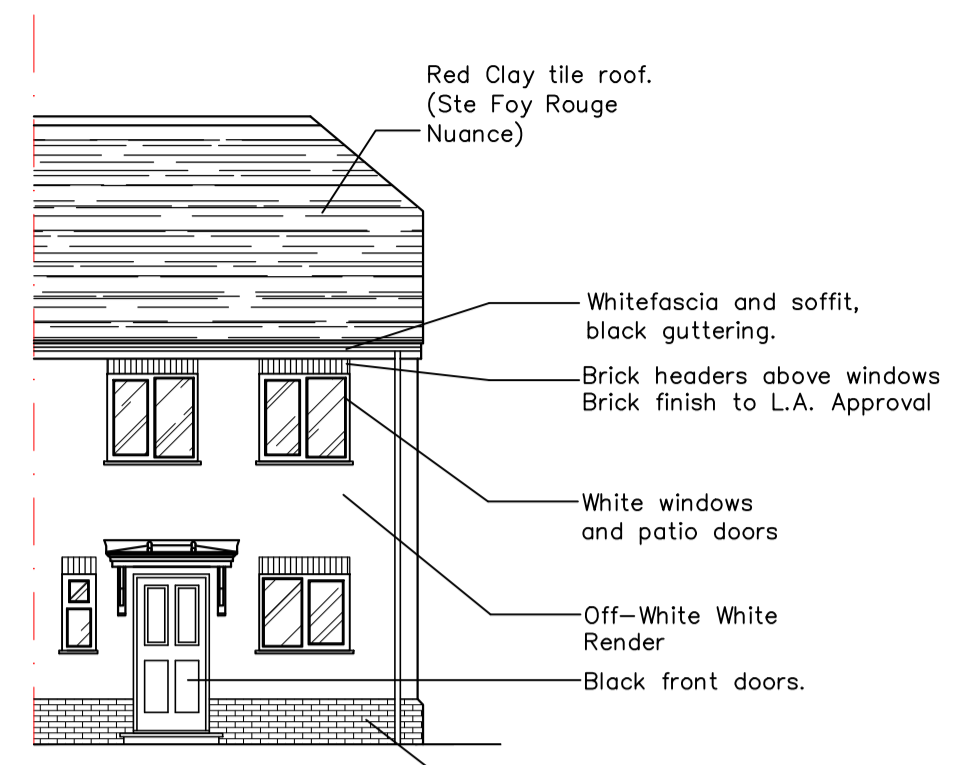 Red Clay tile roof.
(Ste Foy Rouge
Nuance)
Whitefascia and soffit,
black guttering.
Brick headers above windows
Brick finish to L.A. Approval
White windows
and patio doors
Off-White White
Render
Black front doors.